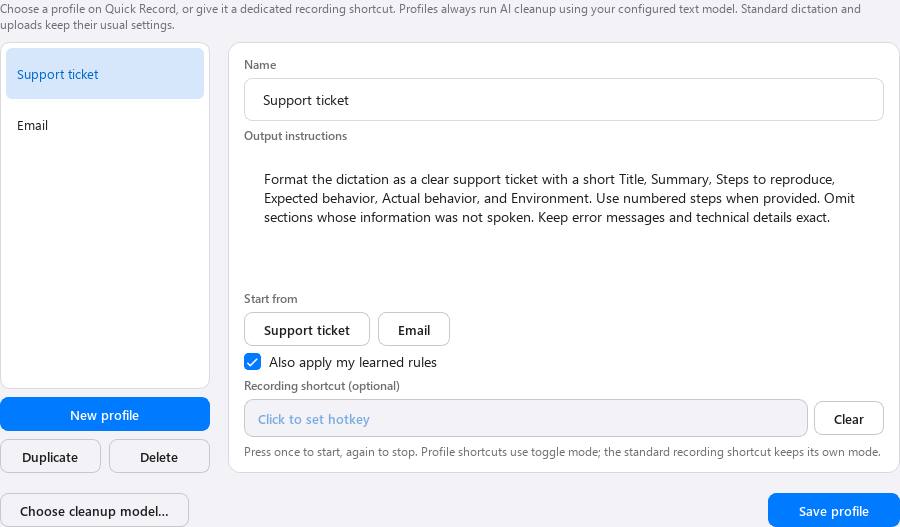 Choose a profile on Quick Record, or give it a dedicated recording shortcut. Profiles always run AI cleanup using your configured text model. Standard dictation and
uploads keep their usual settings.
Support ticket
Email
New profile
Duplicate
Delete
Choose cleanup model...
Name
Support ticket
Output instructions
Format the dictation as a clear support ticket with a short Title, Summary, Steps to reproduce,
Expected behavior, Actual behavior, and Environment. Use numbered steps when provided. Omit
sections whose information was not spoken. Keep error messages and technical details exact.
Start from
Support ticket
Email
Also apply my learned rules
Recording shortcut (optional)
Click to set hotkey
Clear
Press once to start, again to stop. Profile shortcuts use toggle mode; the standard recording shortcut keeps its own mode.
Save profile